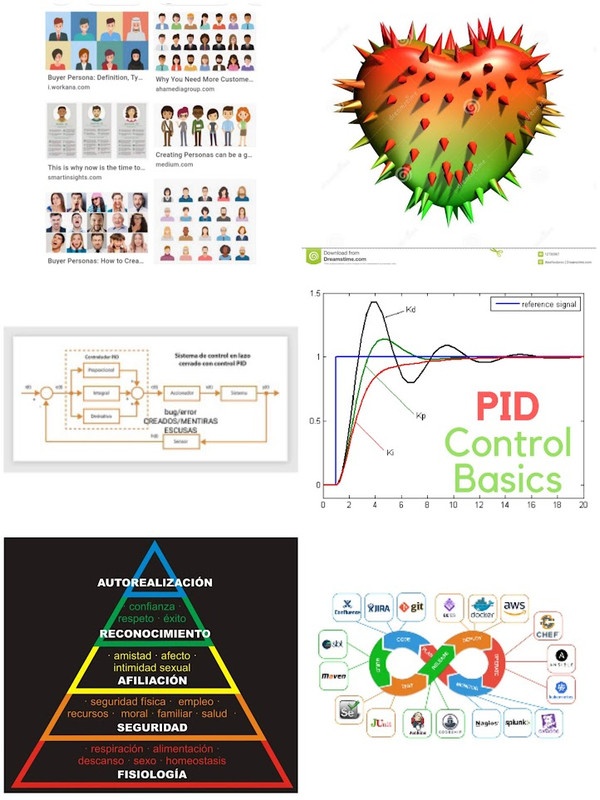 Buyer Persona: Definition, Ty...
i.workana.com
Why You Need More Custome...
ahamediagroup.com
This is why now is the time to...
smartinsights.com
Creating Personas can be a g...
medium.com
Buyer Personas: How to Crea...
dreamstime
Download from
Dreamstime.com
Controlador PID
Proporcional
Integral
Derivativo
Sistema de control en lazo
cerrado con control PID
Accionador
Sistema
bug/error
CREADOS/MENTIRAS
ESCUSAS
Sensor
1.5
1
0.5
0
reference signal
Kd
Kp
Ki
PID
Control
Basics
0 2 4 6 8 10 12 14 16 18 20
AUTOREALIZACIÓN
confianza ·
respeto · éxito
RECONOCIMIENTO
· amistad · afecto ·
intimidad sexual
AFILIACIÓN
· seguridad física · empleo ·
recursos · moral · familiar · salud ·
SEGURIDAD
· respiración · alimentación ·
descanso · sexo · homeostasis
FISIOLOGÍA
Confluence
JIRA
git
docker
aws
CHEF
ANSIBLE
kubernetes
sbt
Maven
Se
JUnit
Nagios
splunk>
DATADOG
CODE
PLAN
BUILD
TEST
RELEASE
DEPLOY
OPERATE
MONITOR